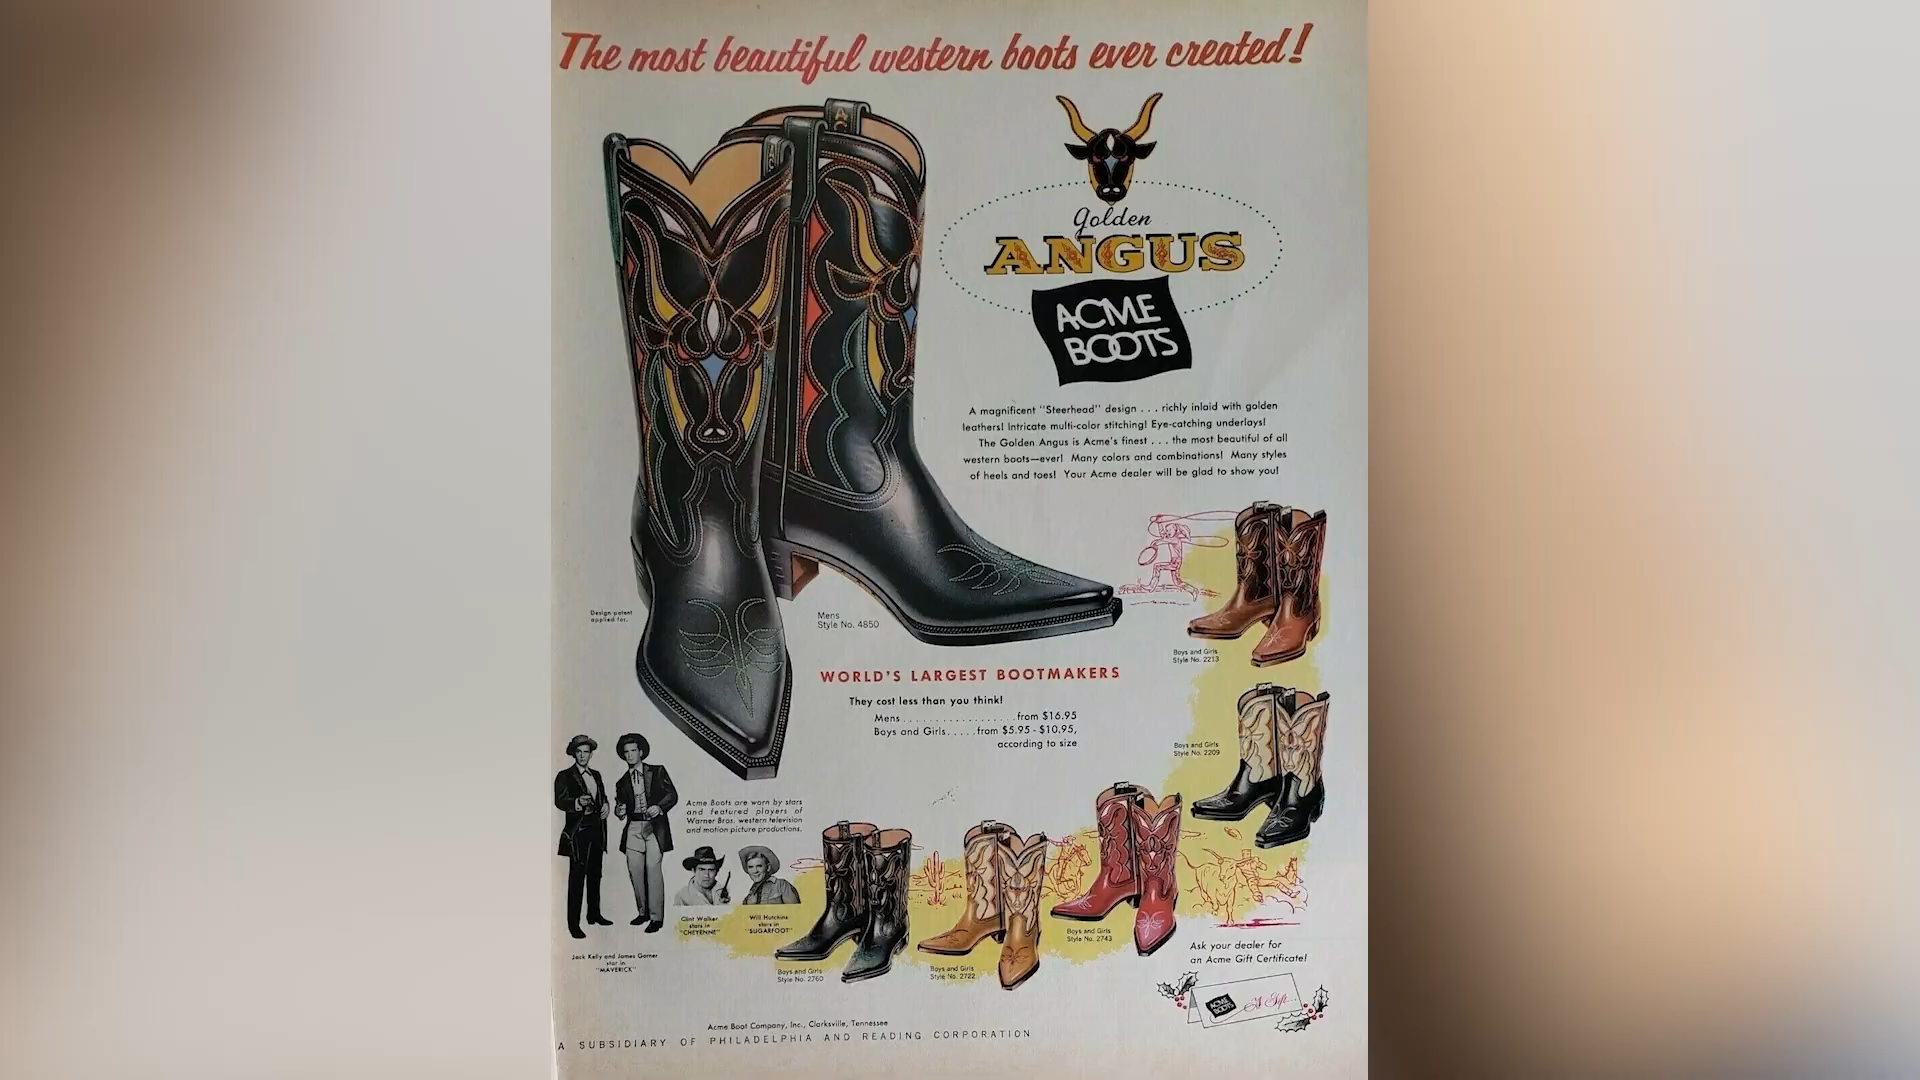 The most beautiful western boots ever created!
Golden
ANGUS
ACME
BOOTS
A magnificent "Steerhead" design . . . richly inlaid with golden
leathers! Intricate multi-color stitching! Eye-catching underlays!
The Golden Angus is Acme's finest . . . the most beautiful of all
western boots—ever! Many colors and combinations! Many styles
of heels and toes! Your Acme dealer will be glad to show you!
Design patent
applied for.
Mens
Style No. 4850
Boys and Girls
Style No. 2213
WORLD'S LARGEST BOOTMAKERS
They cost less than you think!
Mens . . . . . . . . . . . . . . . . . . from $16.95
Boys and Girls . . . . . from $5.95 - $10.95,
according to size
Boys and Girls
Style No. 2209
Acme Boots are worn by stars
and featured players of
Warner Bros. western television
and motion picture productions.
Clint Walker
stars in
"CHEYENNE"
Will Hutchins
stars in
"SUGARFOOT"
Jack Kelly and James Garner
star in
"MAVERICK"
Boys and Girls
Style No. 2760
Boys and Girls
Style No. 2722
Boys and Girls
Style No. 2743
Ask your dealer for
an Acme Gift Certificate!
ACME
BOOTS
A Gift...
Acme Boot Company, Inc., Clarksville, Tennessee
A SUBSIDIARY OF PHILADELPHIA AND READING CORPORATION